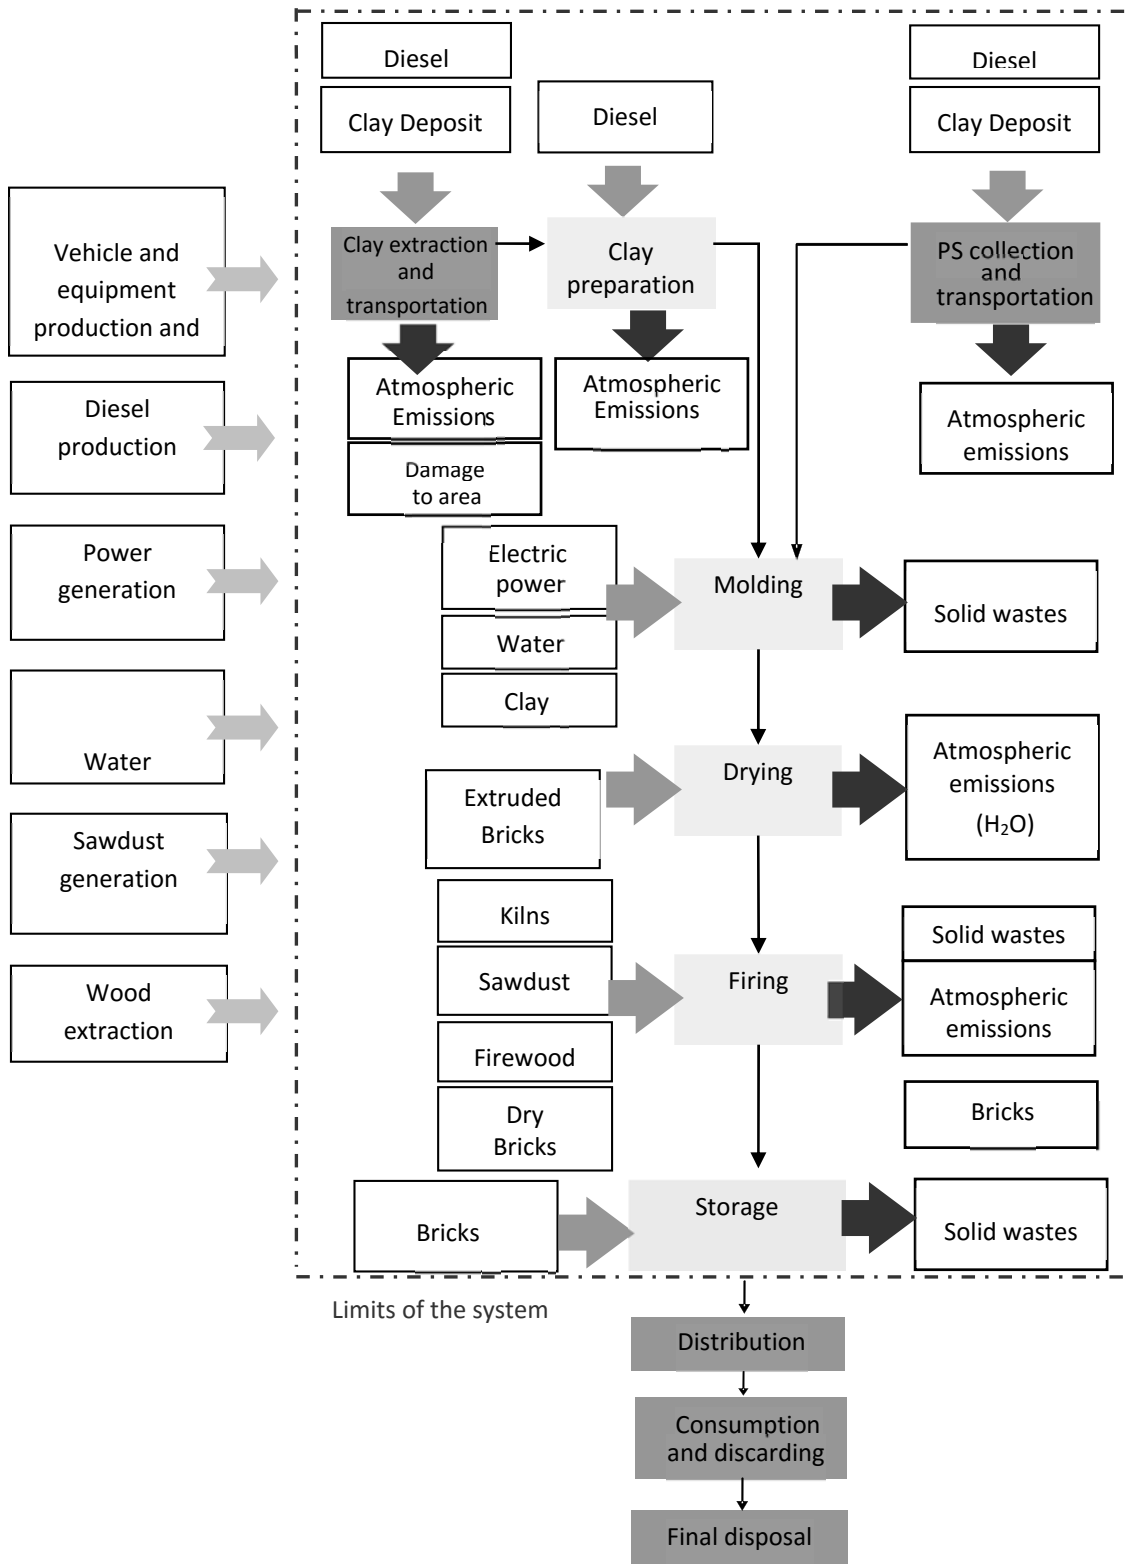 Diesel
Clay Deposit
Diesel
Diesel
Clay Deposit
Vehicle and
equipment
production and
Clay extraction
and
transportation
Clay
preparation
PS collection
and
transportation
Atmospheric
Emissions
Damage
to area
Atmospheric
Emissions
Atmospheric
emissions
Diesel
production
Power
generation
Electric
power
Water
Clay
Molding
Solid wastes
Water
Extruded
Bricks
Drying
Atmospheric
emissions
(H₂O)
Sawdust
generation
Kilns
Sawdust
Firewood
Dry
Bricks
Firing
Solid wastes
Atmospheric
emissions
Bricks
Wood
extraction
Bricks
Storage
Solid wastes
Limits of the system
Distribution
Consumption
and discarding
Final disposal